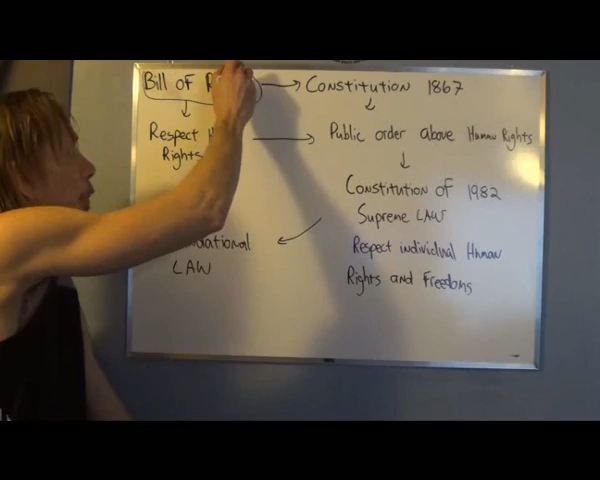 Bill of R
Constitution 1867
Respect H
Rights
Public order above Human Rights
Constitution of 1982
Supreme LAW
dational
LAW
Respect individual Human
Rights and Freedoms